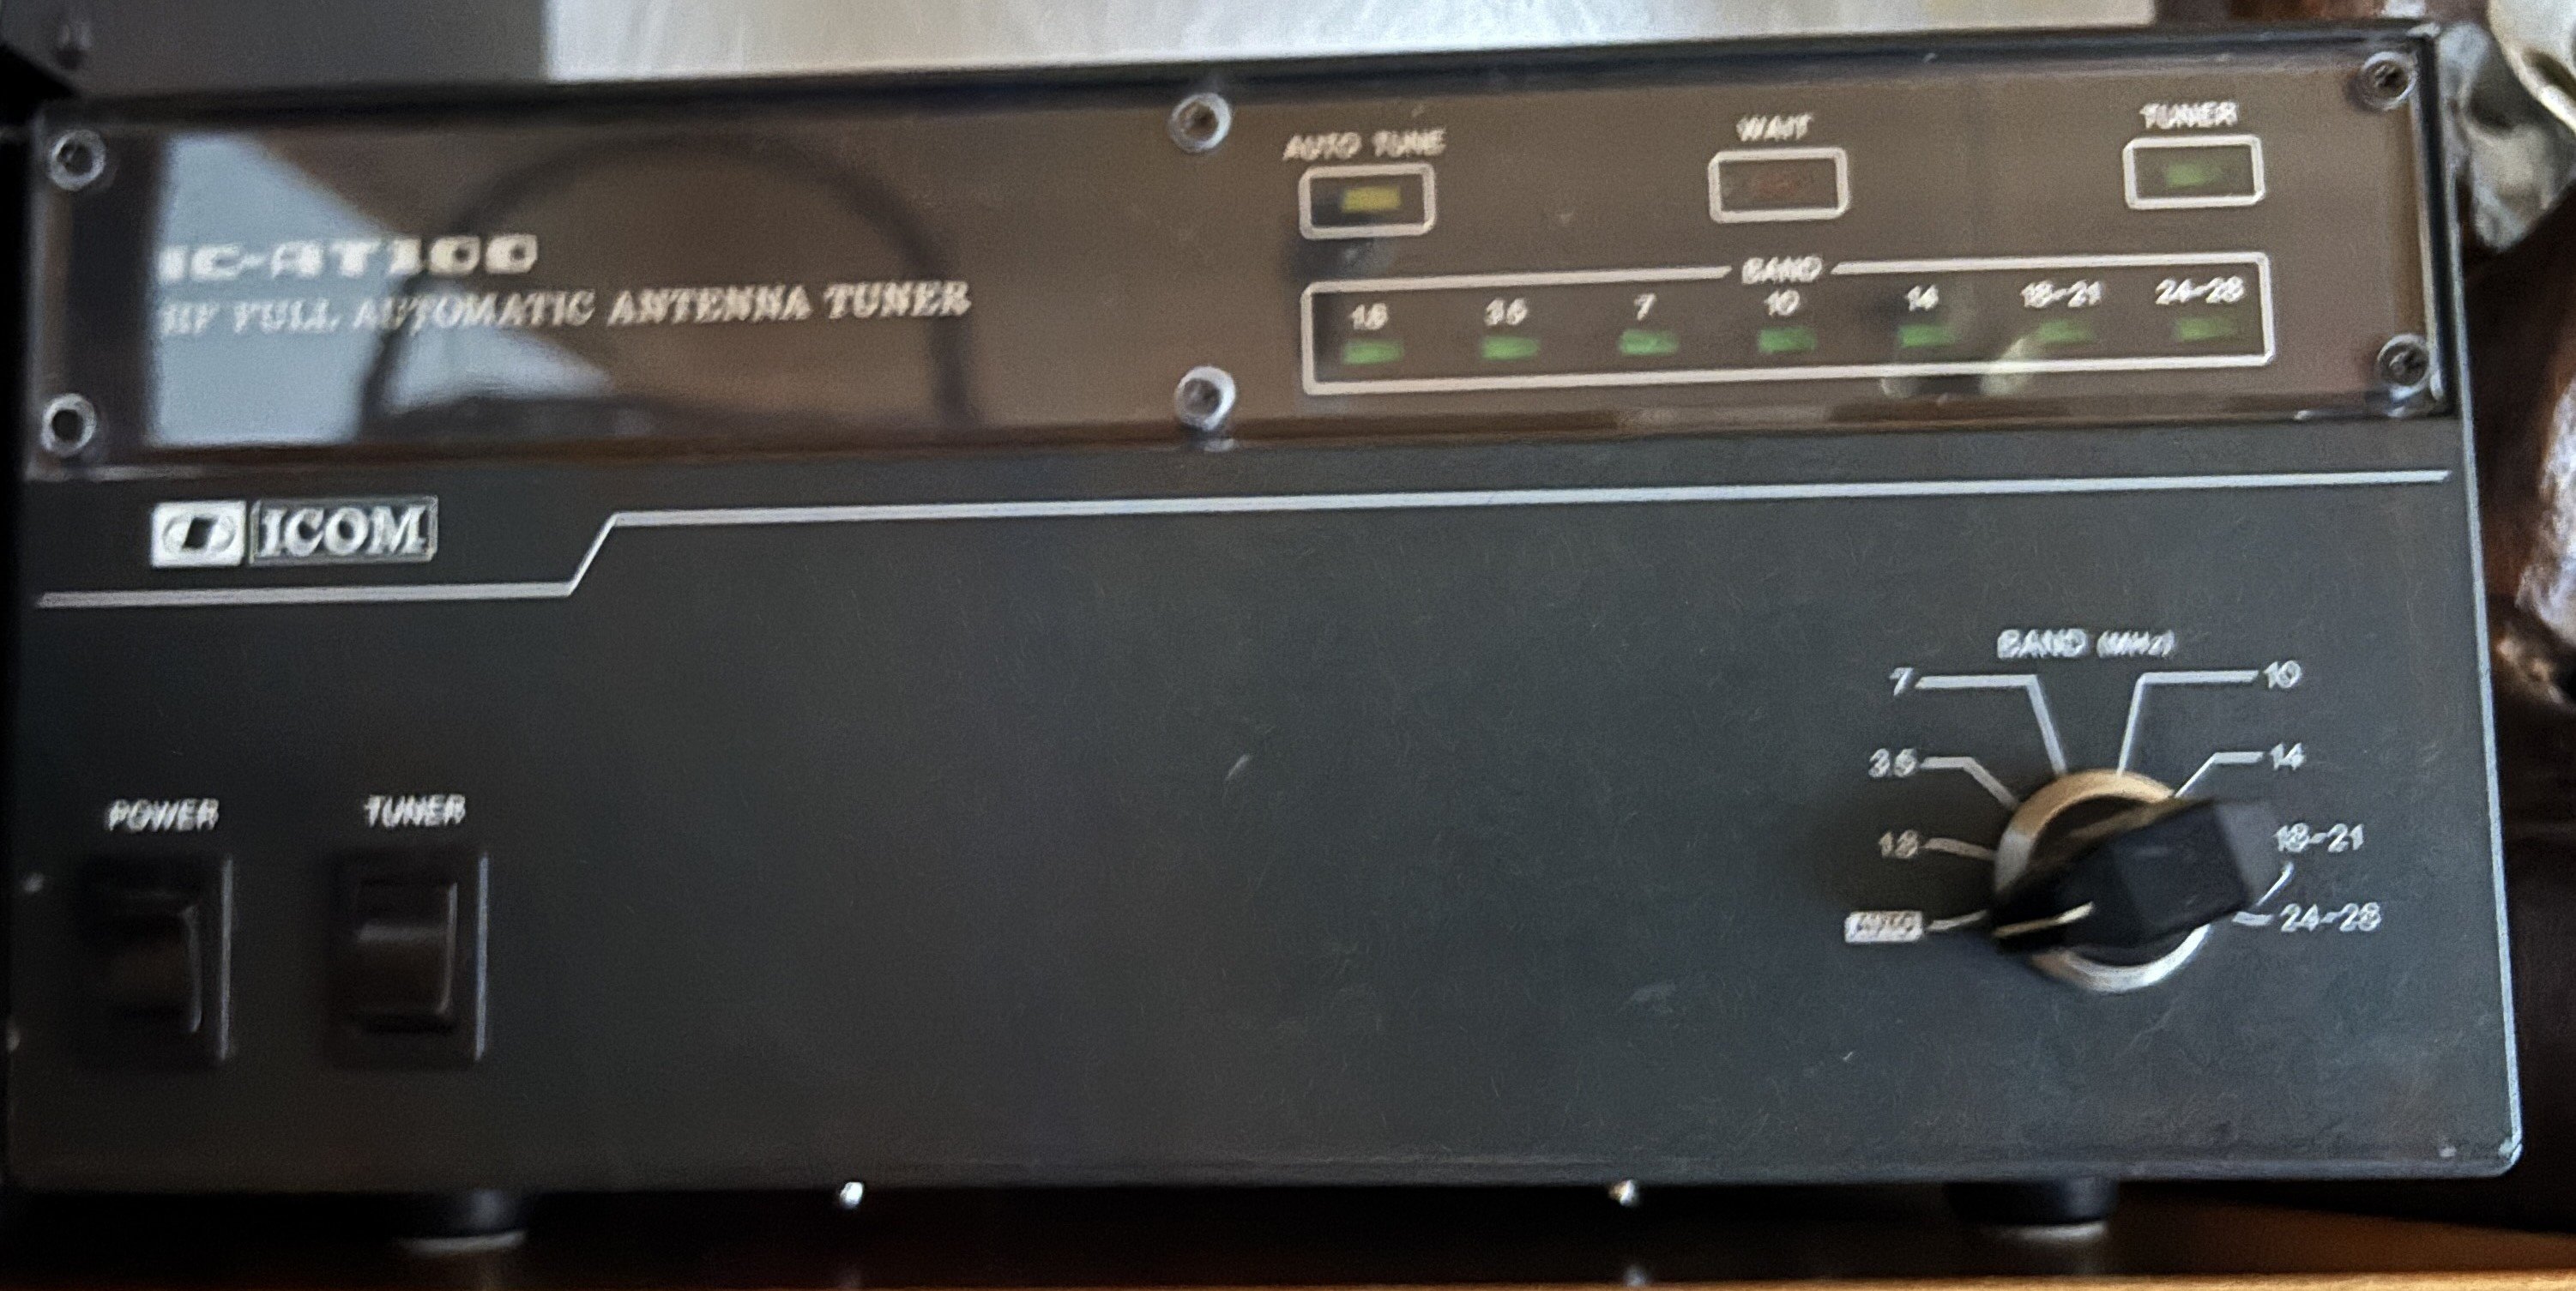 IC-AT100
HF FULL AUTOMATIC ANTENNA TUNER
AUTO TUNE
WAIT
TUNER
BAND
1.8 3.5 7 10 14 18-21 24-28
ICOM
BAND (MHz)
7
10
3.5
14
1.8
18-21
AUTO
24-28
POWER
TUNER